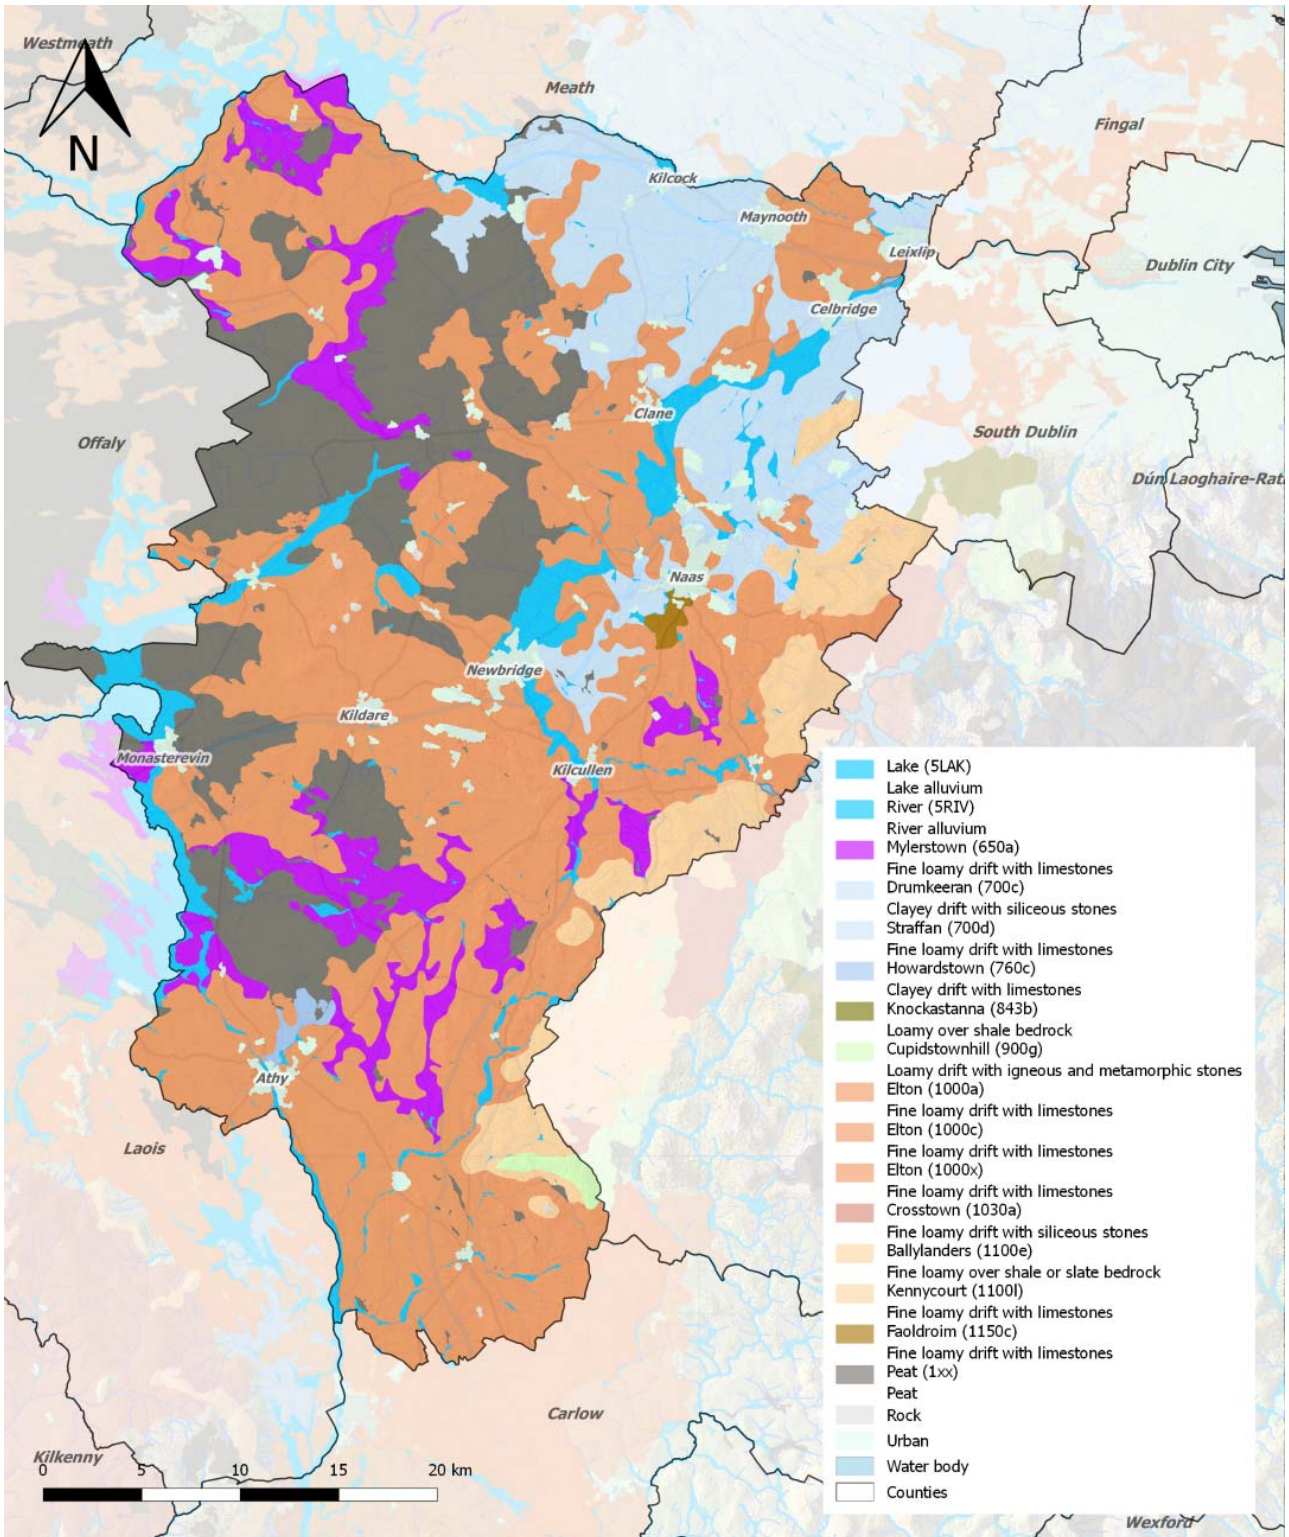 Westmeath
Meath
Fingal
N
Kilcock
Maynooth
Leixlip
Dublin City
Celbridge
Clane
South Dublin
Offaly
Dún Laoghaire-Rat
Naas
Newbridge
Kildare
Monasterevin
Kilcullen
Athy
Laois
Carlow
Kilkenny
Wexford
0 5 10 15 20 km
Lake (5LAK)
Lake alluvium
River (5RIV)
River alluvium
Mylerstown (650a)
Fine loamy drift with limestones
Drumkeeran (700c)
Clayey drift with siliceous stones
Straffan (700d)
Fine loamy drift with limestones
Howardstown (760c)
Clayey drift with limestones
Knockastanna (843b)
Loamy over shale bedrock
Cupidstownhill (900g)
Loamy drift with igneous and metamorphic stones
Elton (1000a)
Fine loamy drift with limestones
Elton (1000c)
Fine loamy drift with limestones
Elton (1000x)
Fine loamy drift with limestones
Crosstown (1030a)
Fine loamy drift with siliceous stones
Ballylanders (1100e)
Fine loamy over shale or slate bedrock
Kennycourt (1100l)
Fine loamy drift with limestones
Faoldroim (1150c)
Fine loamy drift with limestones
Peat (1xx)
Peat
Rock
Urban
Water body
Counties